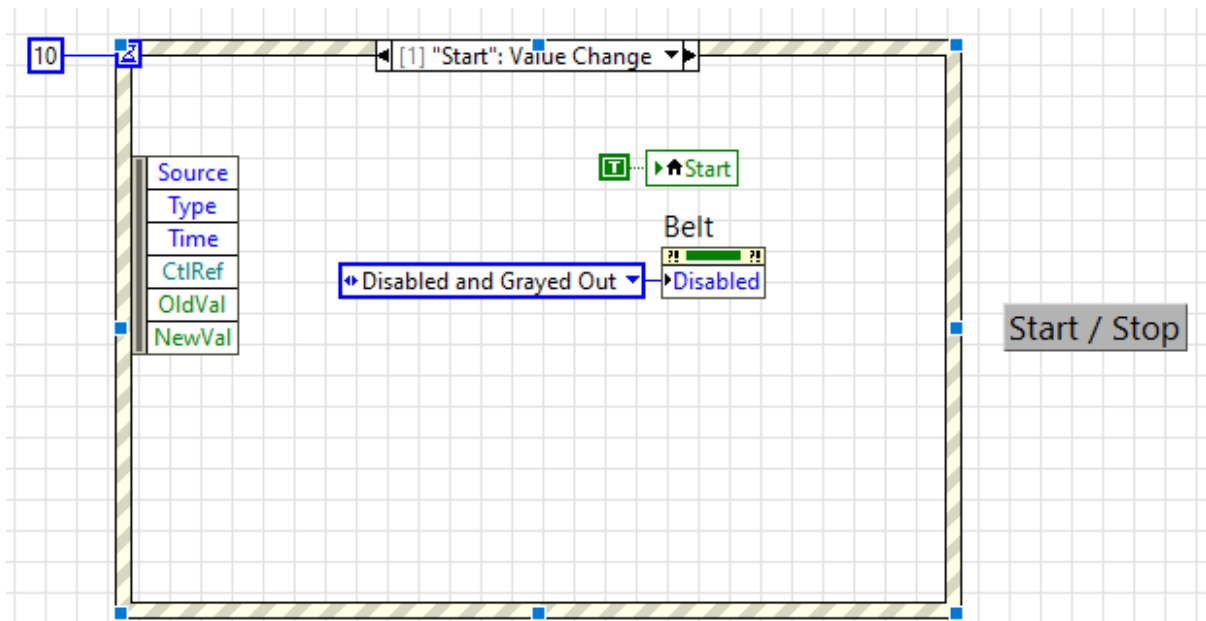 10
[1] "Start": Value Change
Source
Type
Time
CtlRef
OldVal
NewVal
T
Start
Belt
?! ?!
Disabled and Grayed Out
Disabled
Start / Stop